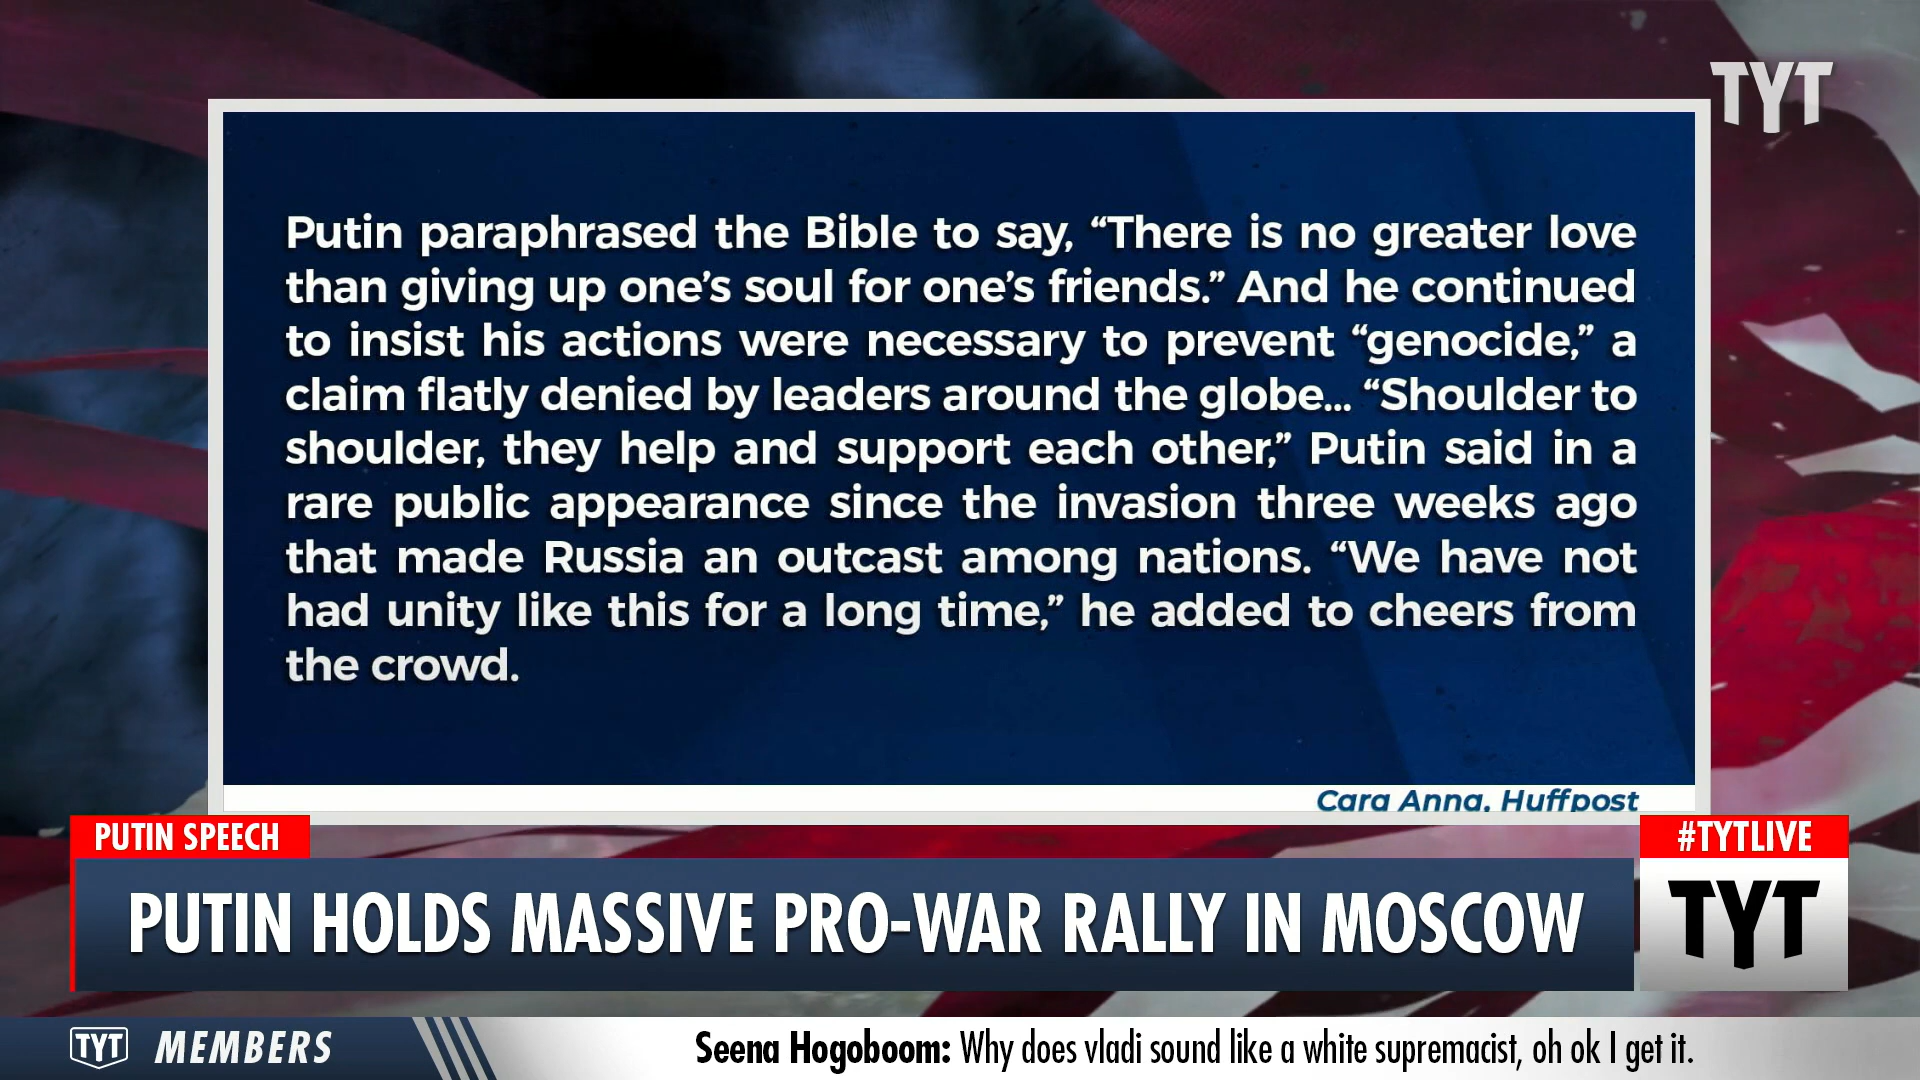 TYT
Putin paraphrased the Bible to say, “There is no greater love
than giving up one’s soul for one’s friends.” And he continued
to insist his actions were necessary to prevent “genocide,” a
claim flatly denied by leaders around the globe... “Shoulder to
shoulder, they help and support each other,” Putin said in a
rare public appearance since the invasion three weeks ago
that made Russia an outcast among nations. “We have not
had unity like this for a long time,” he added to cheers from
the crowd.
Cara Anna, Huffpost
PUTIN SPEECH
#TYTLIVE
PUTIN HOLDS MASSIVE PRO-WAR RALLY IN MOSCOW
TYT
TYT MEMBERS
Seena Hogoboom: Why does vladi sound like a white supremacist, oh ok I get it.